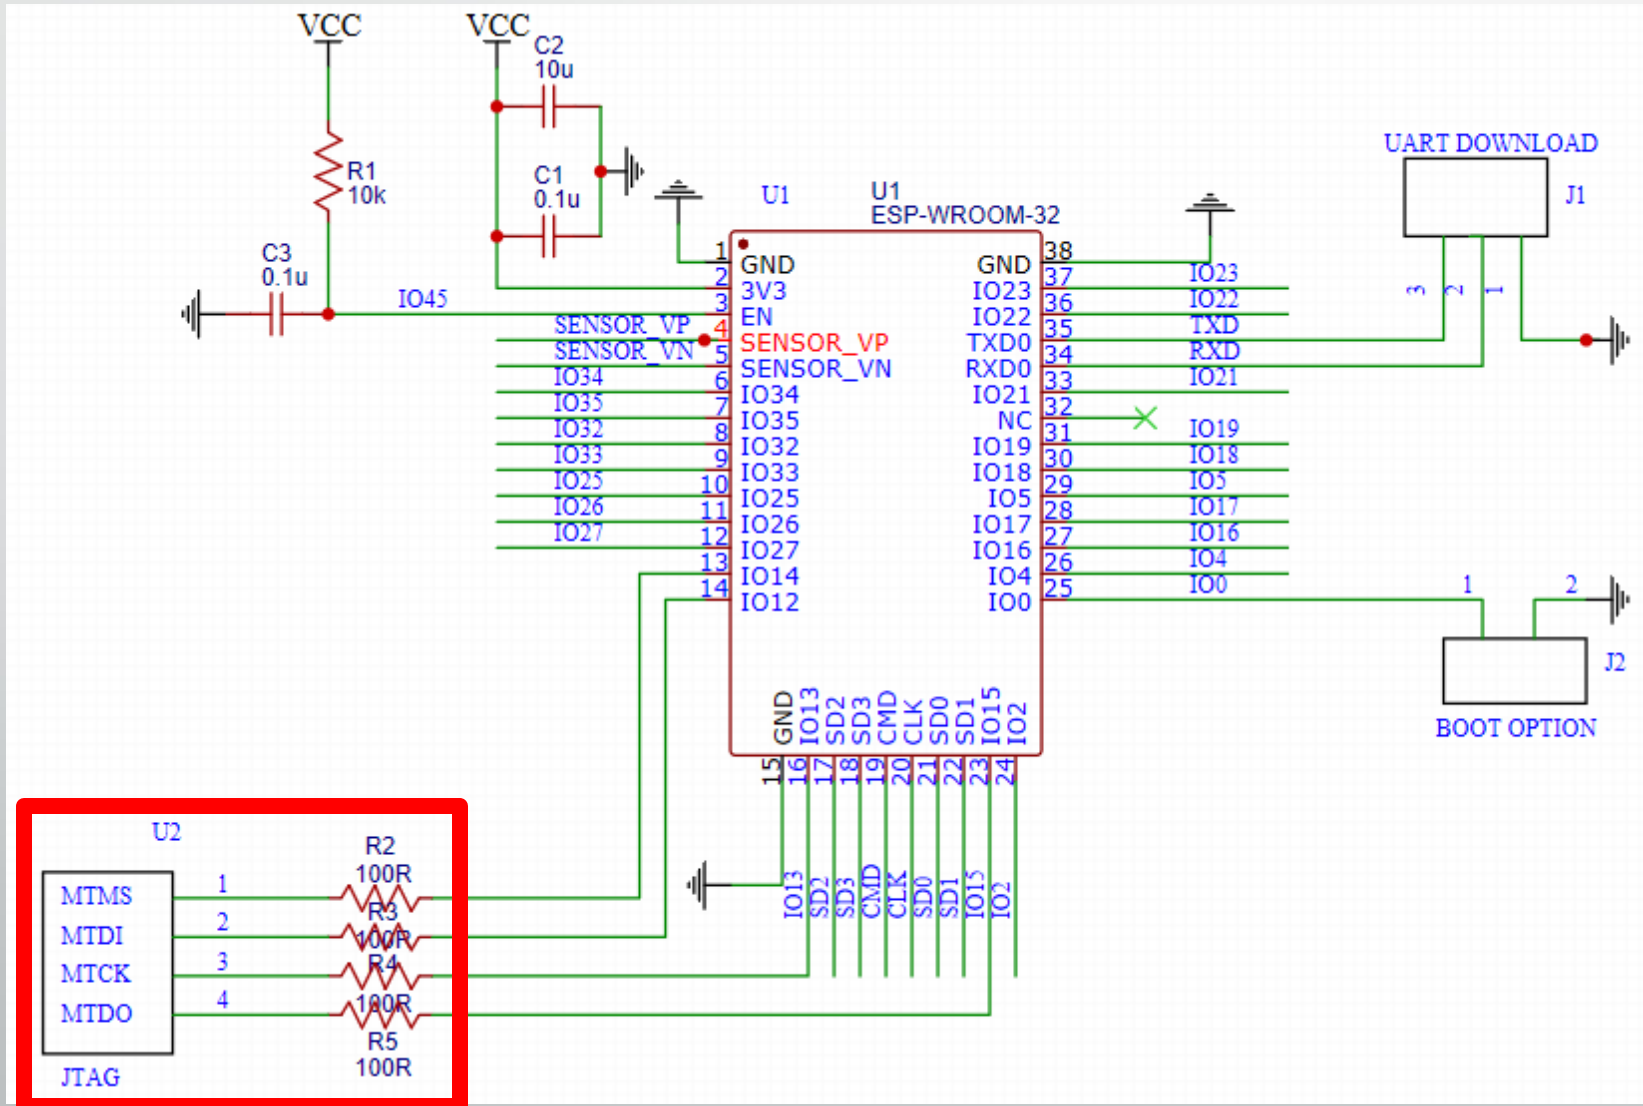 VCC
VCC
C2
10u
R1
10k
C1
0.1u
C3
0.1u
IO45
U1
U1
ESP-WROOM-32
UART DOWNLOAD
J1
3
2
1
SENSOR_VP
SENSOR_VN
IO34
IO35
IO32
IO33
IO25
IO26
IO27
1 GND
2 3V3
3 EN
4 SENSOR_VP
5 SENSOR_VN
6 IO34
7 IO35
8 IO32
9 IO33
10 IO25
11 IO26
12 IO27
13 IO14
14 IO12
GND 38
IO23 37
IO22 36
TXD0 35
RXD0 34
IO21 33
NC 32
IO19 31
IO18 30
IO5 29
IO17 28
IO16 27
IO4 26
IO0 25
IO23
IO22
TXD
RXD
IO21
IO19
IO18
IO5
IO17
IO16
IO4
IO0
1
2
J2
BOOT OPTION
GND 15
IO13 16
SD2 17
SD3 18
CMD 19
CLK 20
SD0 21
SD1 22
IO15 23
IO2 24
IO13
SD2
SD3
CMD
CLK
SD0
SD1
IO15
IO2
U2
MTMS
MTDI
MTCK
MTDO
JTAG
1
2
3
4
R2
100R
R3
100R
R4
100R
R5
100R